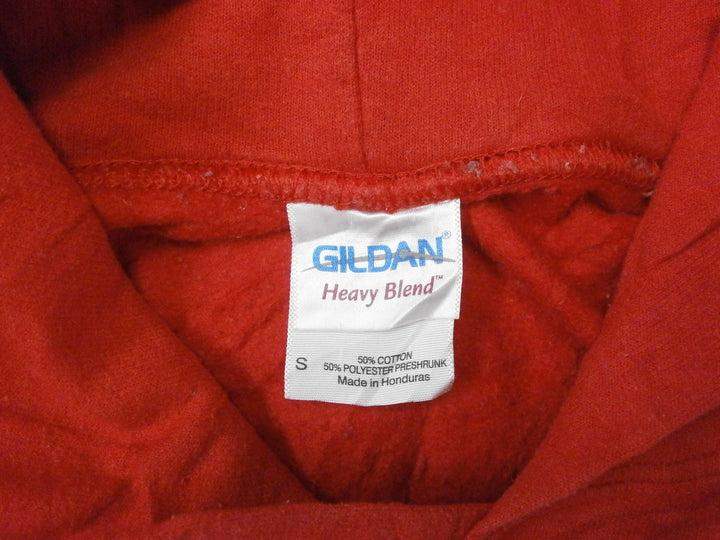 GILDAN®
Heavy Blend™
S
50% COTTON
50% POLYESTER PRESHRUNK
Made in Honduras